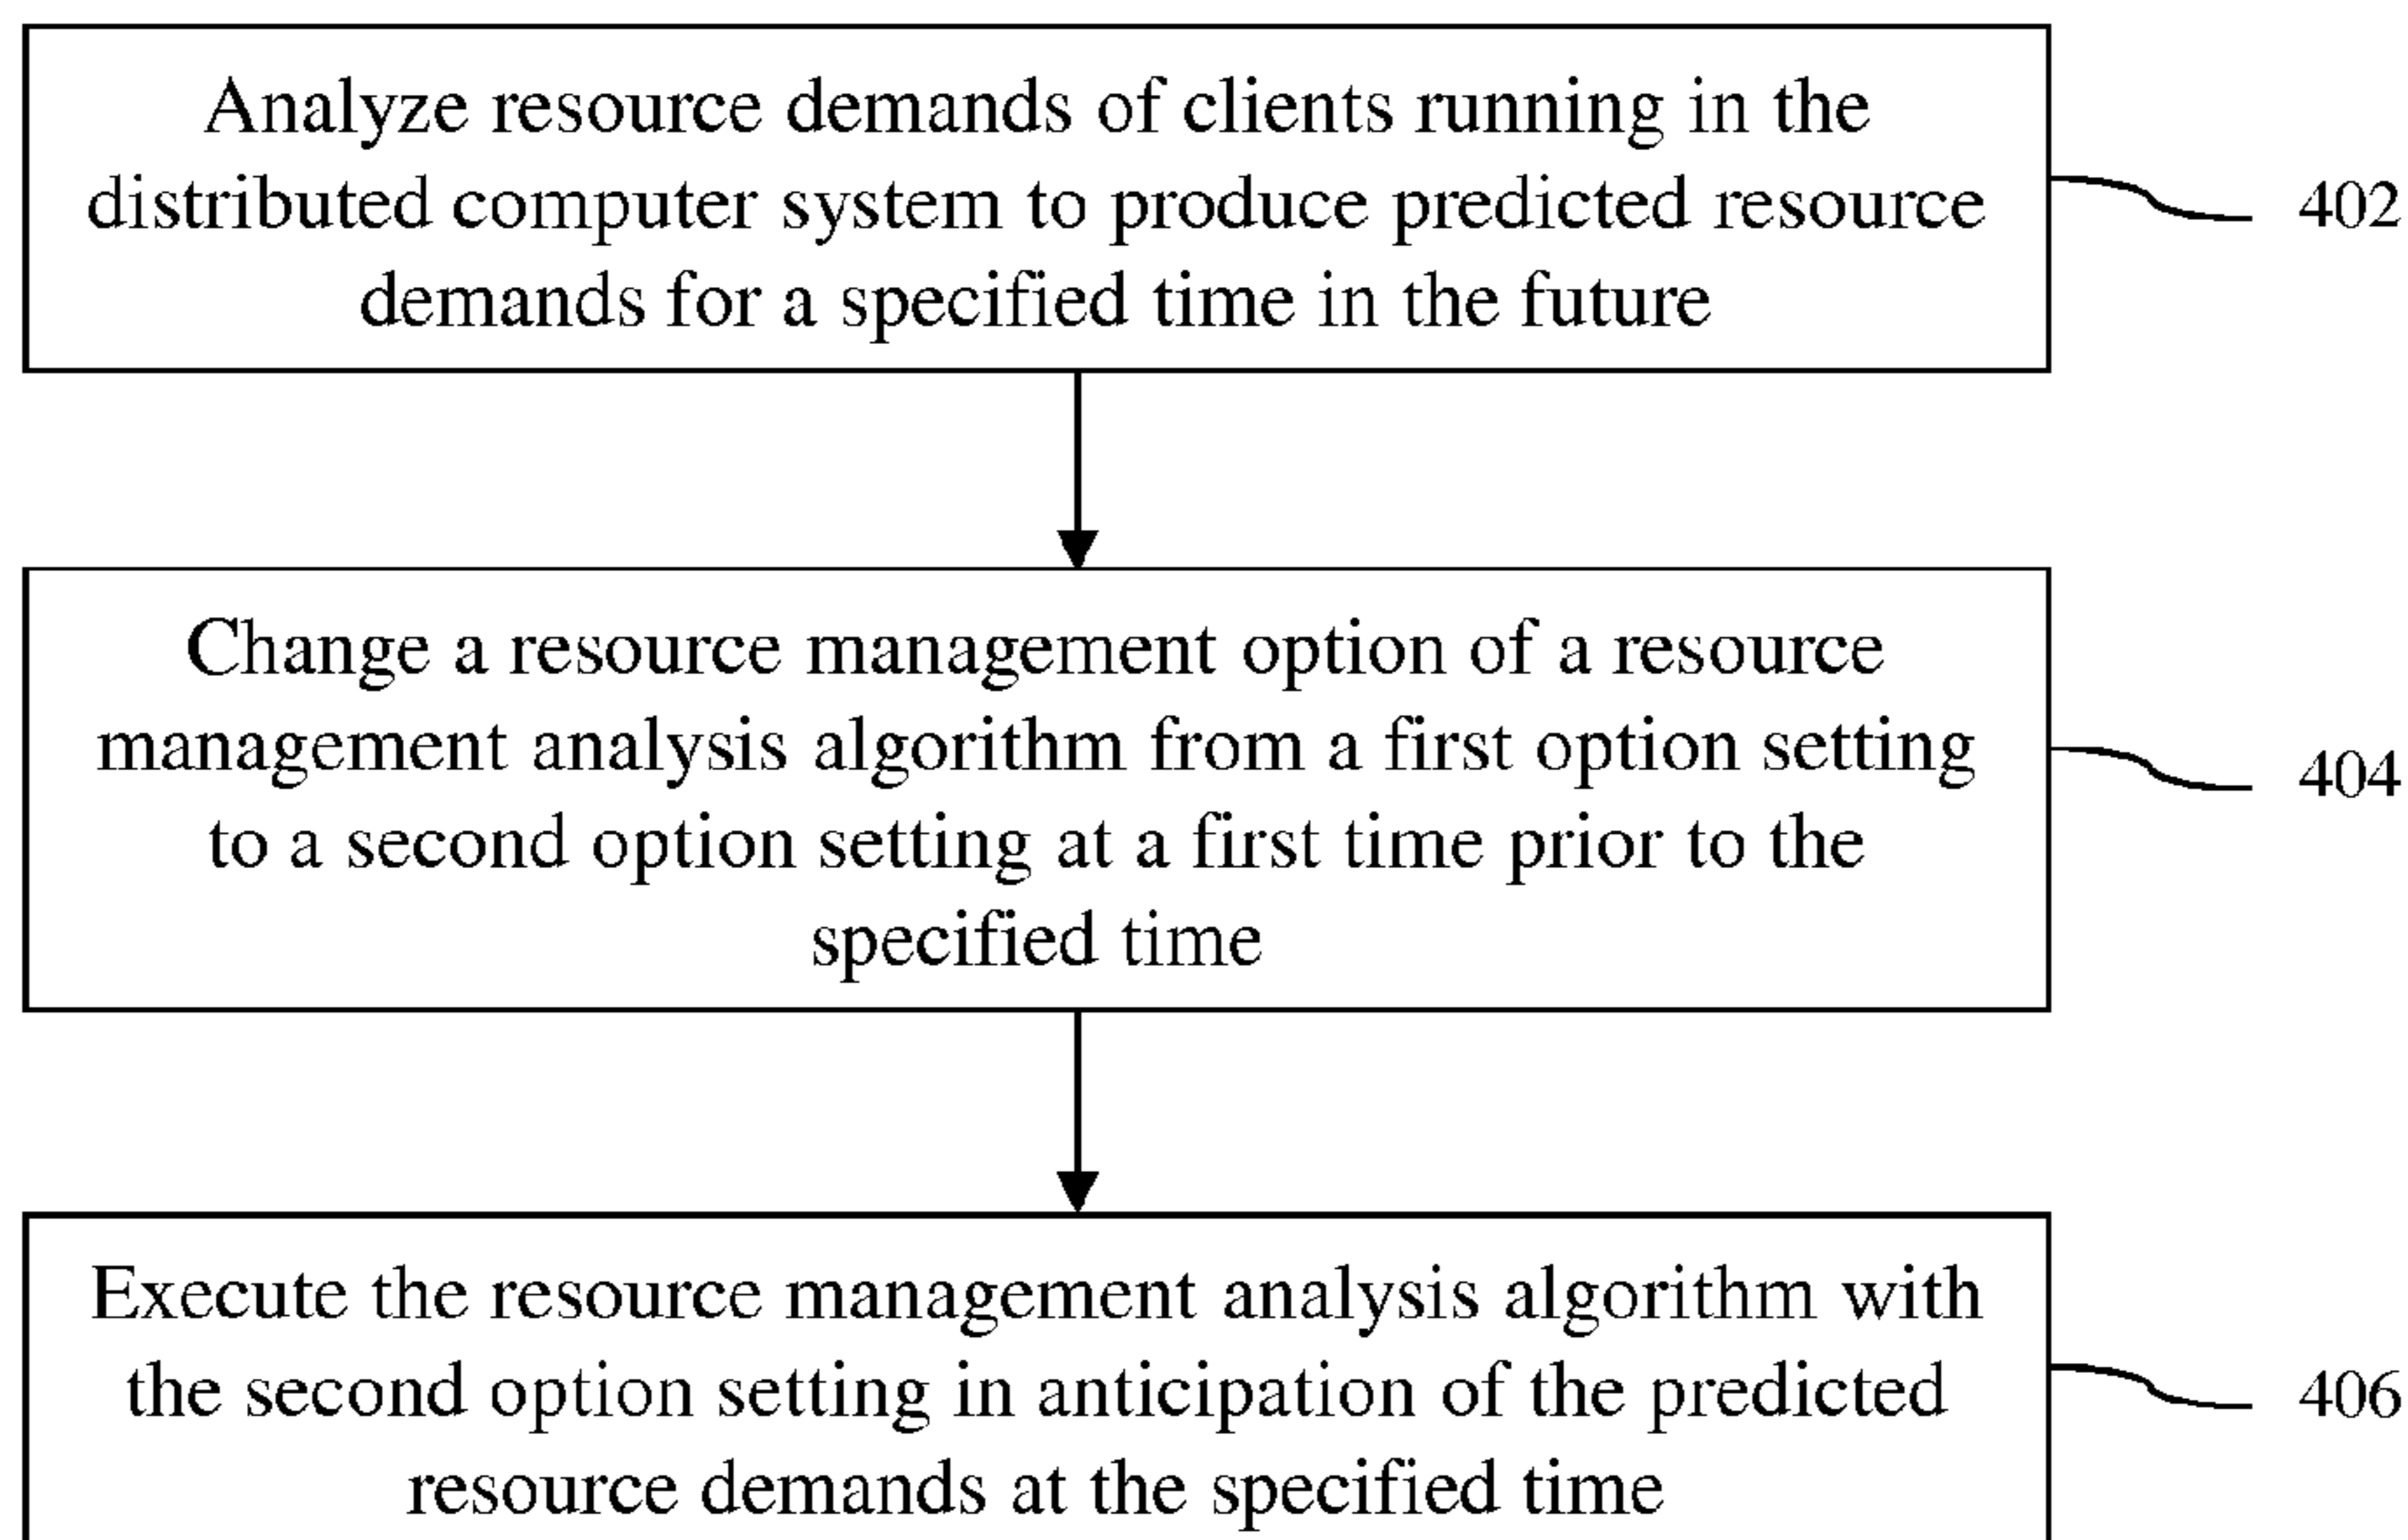 Analyze resource demands of clients running in the
distributed computer system to produce predicted resource
demands for a specified time in the future
402
Change a resource management option of a resource
management analysis algorithm from a first option setting
to a second option setting at a first time prior to the
specified time
404
Execute the resource management analysis algorithm with
the second option setting in anticipation of the predicted
resource demands at the specified time
406